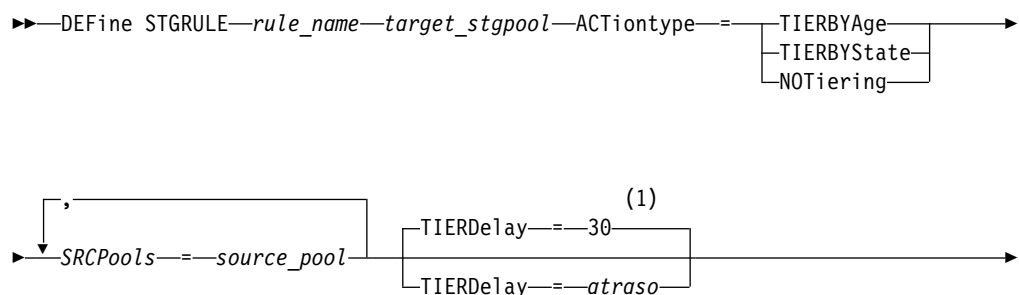 DEFine STGRULE rule_name target_stgpool ACTiontype = TIERBYAge
TIERBYState
NOTiering
,
SRCPools = source_pool
(1)
TIERDelay = 30
TIERDelay = atraso